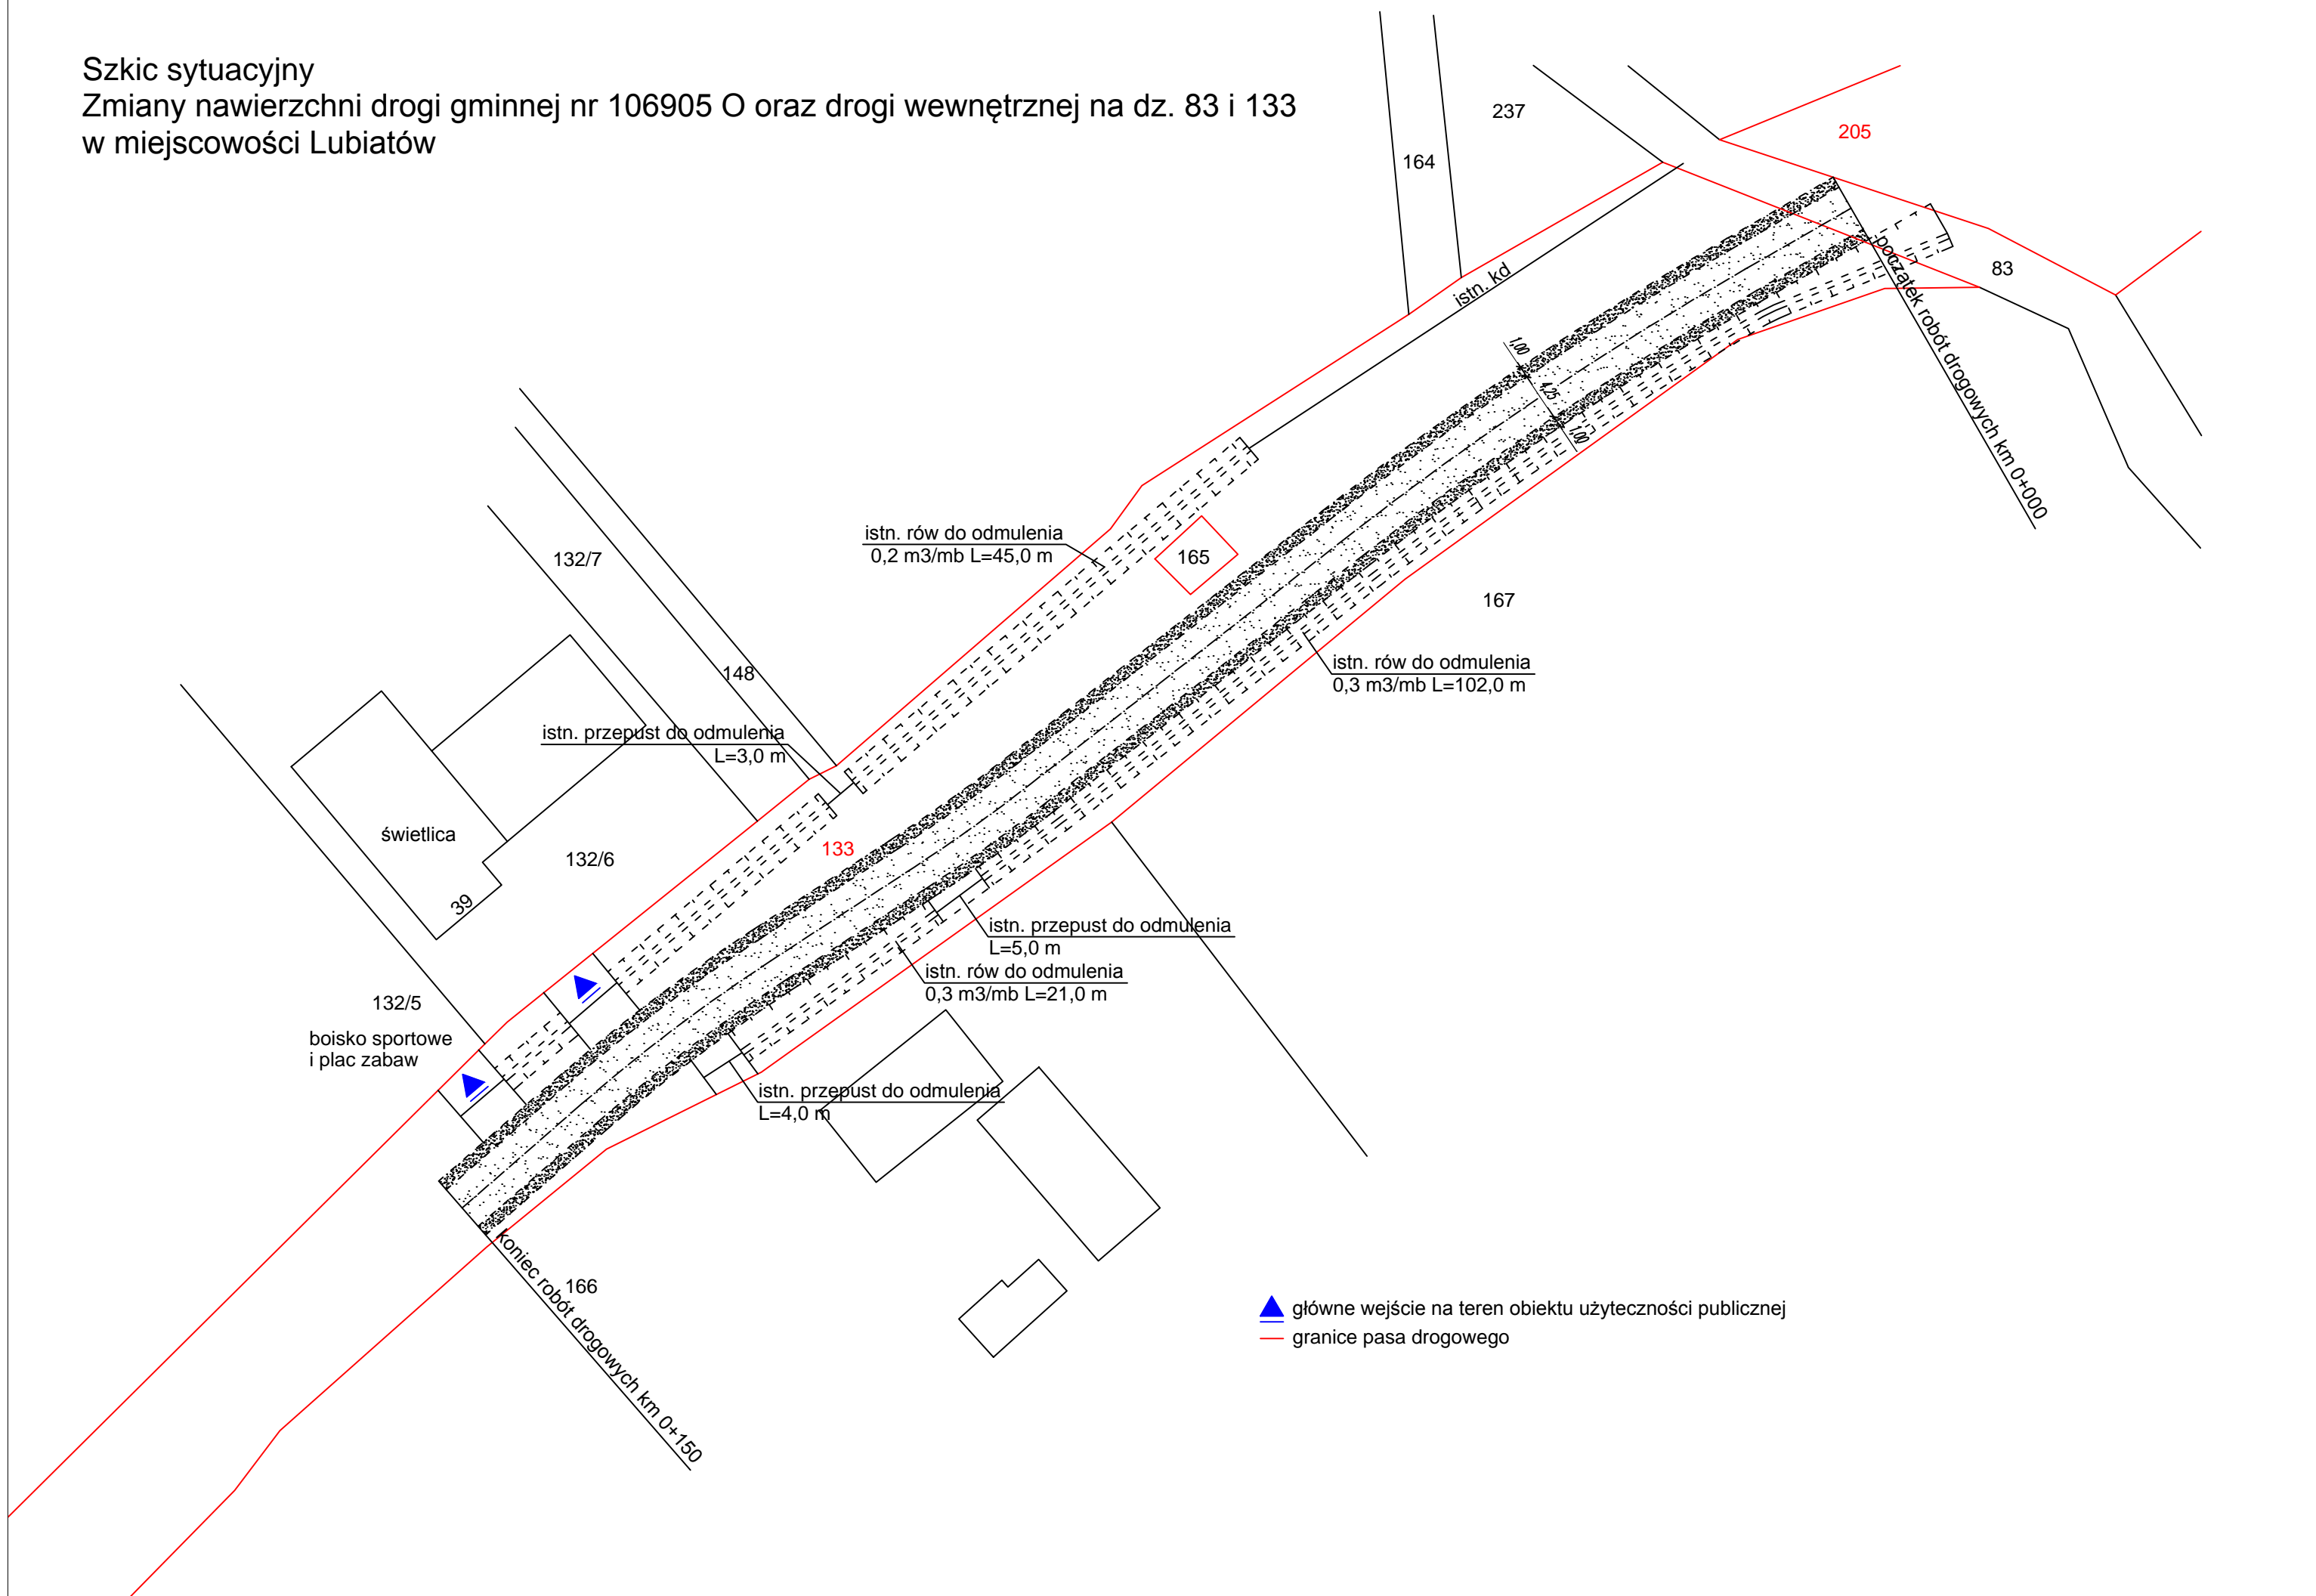 Szkic sytuacyjny
Zmiany nawierzchni drogi gminnej nr 106905 O oraz drogi wewnętrznej na dz. 83 i 133
w miejscowości Lubiatów
237
205
164
83
istn. kd
początek robót drogowych km 0+000
1,00
4,25
1,00
istn. rów do odmulenia
0,2 m3/mb L=45,0 m
165
132/7
167
148
istn. rów do odmulenia
0,3 m3/mb L=102,0 m
istn. przepust do odmulenia
L=3,0 m
świetlica
133
132/6
39
istn. przepust do odmulenia
L=5,0 m
istn. rów do odmulenia
0,3 m3/mb L=21,0 m
132/5
boisko sportowe
i plac zabaw
istn. przepust do odmulenia
L=4,0 m
koniec robót drogowych km 0+150
166
główne wejście na teren obiektu użyteczności publicznej
granice pasa drogowego